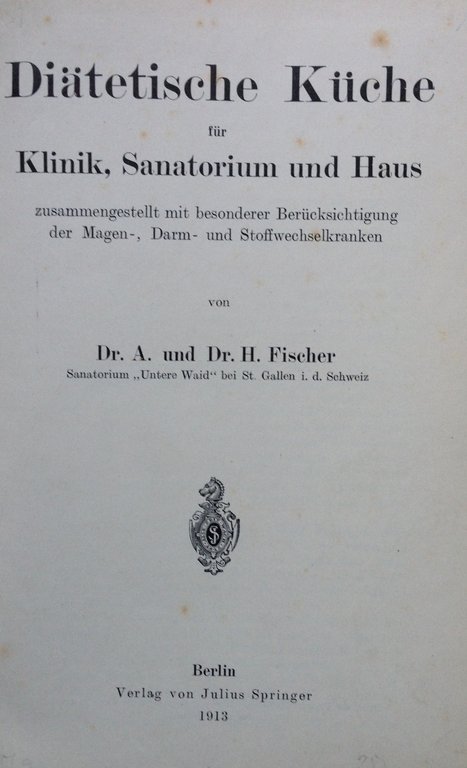 Diätetische Küche
für
Klinik, Sanatorium und Haus
zusammengestellt mit besonderer Berücksichtigung
der Magen-, Darm- und Stoffwechselkranken
von
Dr. A. und Dr. H. Fischer
Sanatorium „Untere Waid“ bei St. Gallen i. d. Schweiz
Berlin
Verlag von Julius Springer
1913